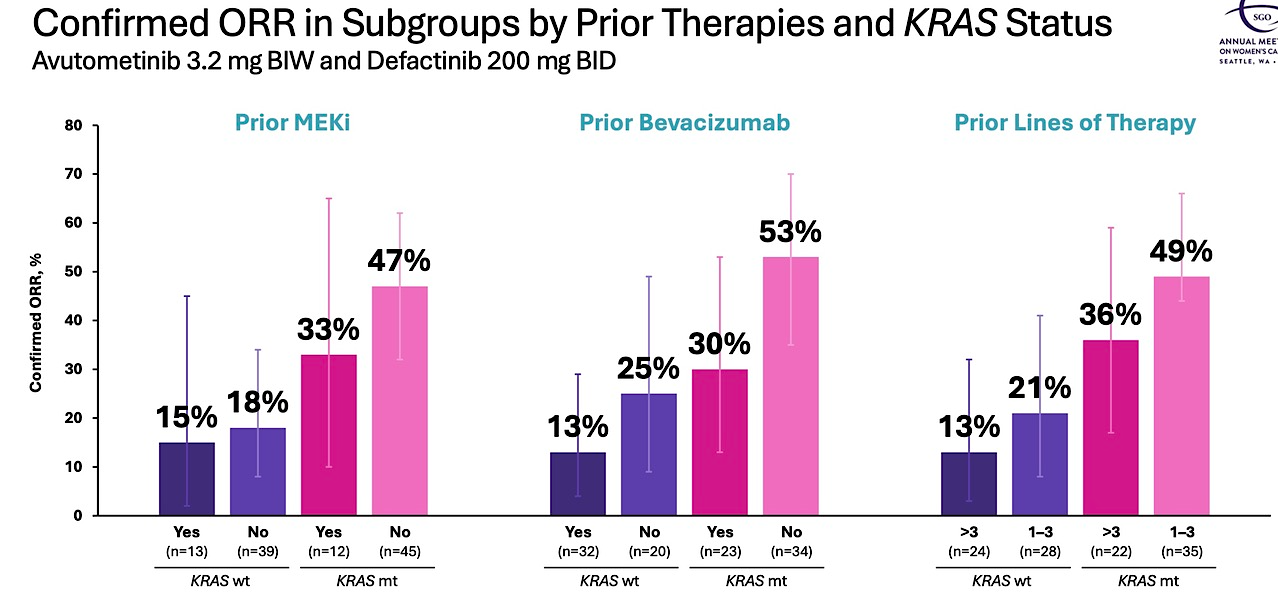 Confirmed ORR in Subgroups by Prior Therapies and KRAS Status
Avutometinib 3.2 mg BIW and Defactinib 200 mg BID
SGO
ANNUAL
ON WOMEN'S
SEATTLE, WA •
Prior MEKi
Prior Bevacizumab
Prior Lines of Therapy
Confirmed ORR, %
80
70
60
50
40
30
20
10
0
15% 18% 33% 47%
13% 25% 30% 53%
13% 21% 36% 49%
Yes No Yes No
(n=13) (n=39) (n=12) (n=45)
KRAS wt KRAS mt
Yes No Yes No
(n=32) (n=20) (n=23) (n=34)
KRAS wt KRAS mt
>3 1–3 >3 1–3
(n=24) (n=28) (n=22) (n=35)
KRAS wt KRAS mt